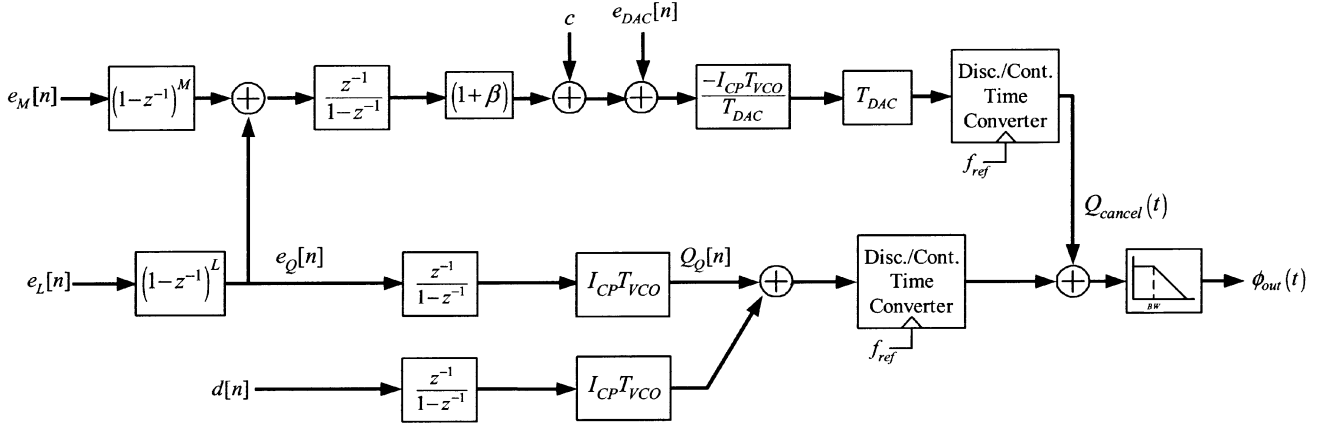 c
e_DAC[n]
e_M[n]
(1−z⁻¹)^M
z⁻¹
1−z⁻¹
(1+β)
−I_CP T_VCO
T_DAC
T_DAC
Disc./Cont.
Time
Converter
f_ref
Q_cancel(t)
e_L[n]
(1−z⁻¹)^L
e_Q[n]
z⁻¹
1−z⁻¹
I_CP T_VCO
Q_Q[n]
Disc./Cont.
Time
Converter
f_ref
BW
ϕ_out(t)
d[n]
z⁻¹
1−z⁻¹
I_CP T_VCO